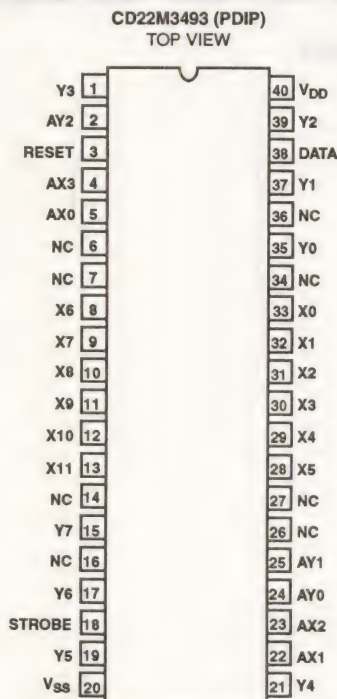 CD22M3493 (PDIP)
TOP VIEW
Y3 1
AY2 2
RESET 3
AX3 4
AX0 5
NC 6
NC 7
X6 8
X7 9
X8 10
X9 11
X10 12
X11 13
NC 14
Y7 15
NC 16
Y6 17
STROBE 18
Y5 19
VSS 20
40 VDD
39 Y2
38 DATA
37 Y1
36 NC
35 Y0
34 NC
33 X0
32 X1
31 X2
30 X3
29 X4
28 X5
27 NC
26 NC
25 AY1
24 AY0
23 AX2
22 AX1
21 Y4